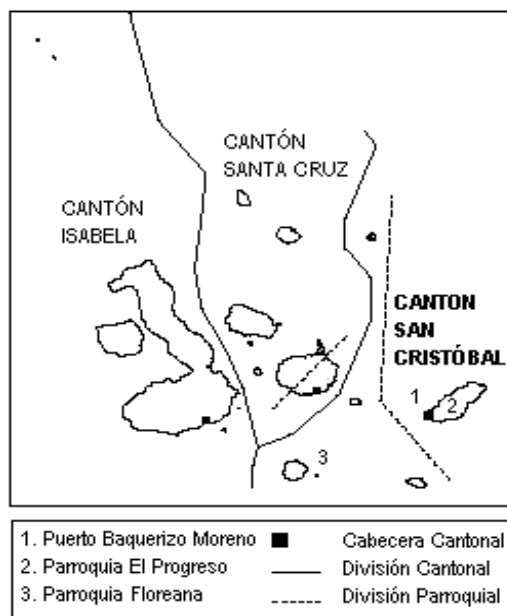 CANTÓN
SANTA CRUZ
CANTÓN
ISABELA
CANTON
SAN
CRISTÓBAL
1
2
3
1. Puerto Baquerizo Moreno
Cabecera Cantonal
2. Parroquia El Progreso
División Cantonal
3. Parroquia Floreana
División Parroquial